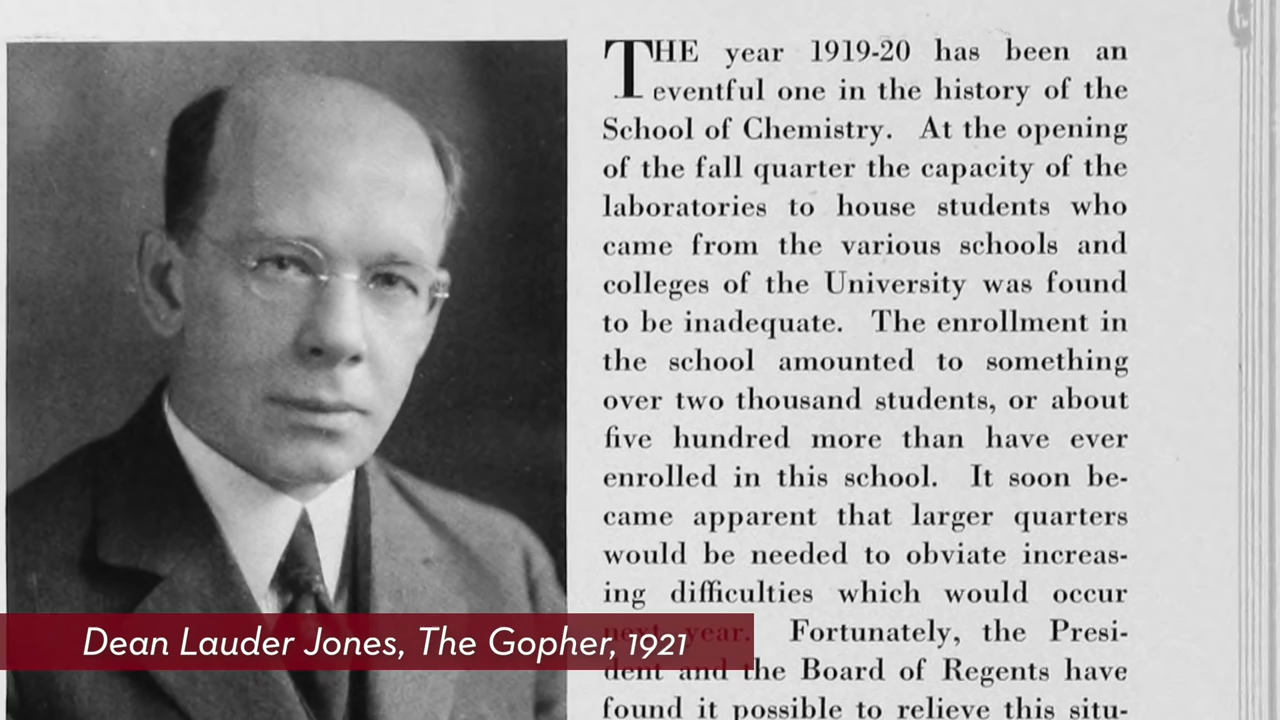 THE year 1919-20 has been an
eventful one in the history of the
School of Chemistry. At the opening
of the fall quarter the capacity of the
laboratories to house students who
came from the various schools and
colleges of the University was found
to be inadequate. The enrollment in
the school amounted to something
over two thousand students, or about
five hundred more than have ever
enrolled in this school. It soon be-
came apparent that larger quarters
would be needed to obviate increas-
ing difficulties which would occur
next year. Fortunately, the Presi-
dent and the Board of Regents have
found it possible to relieve this situ-
Dean Lauder Jones, The Gopher, 1921